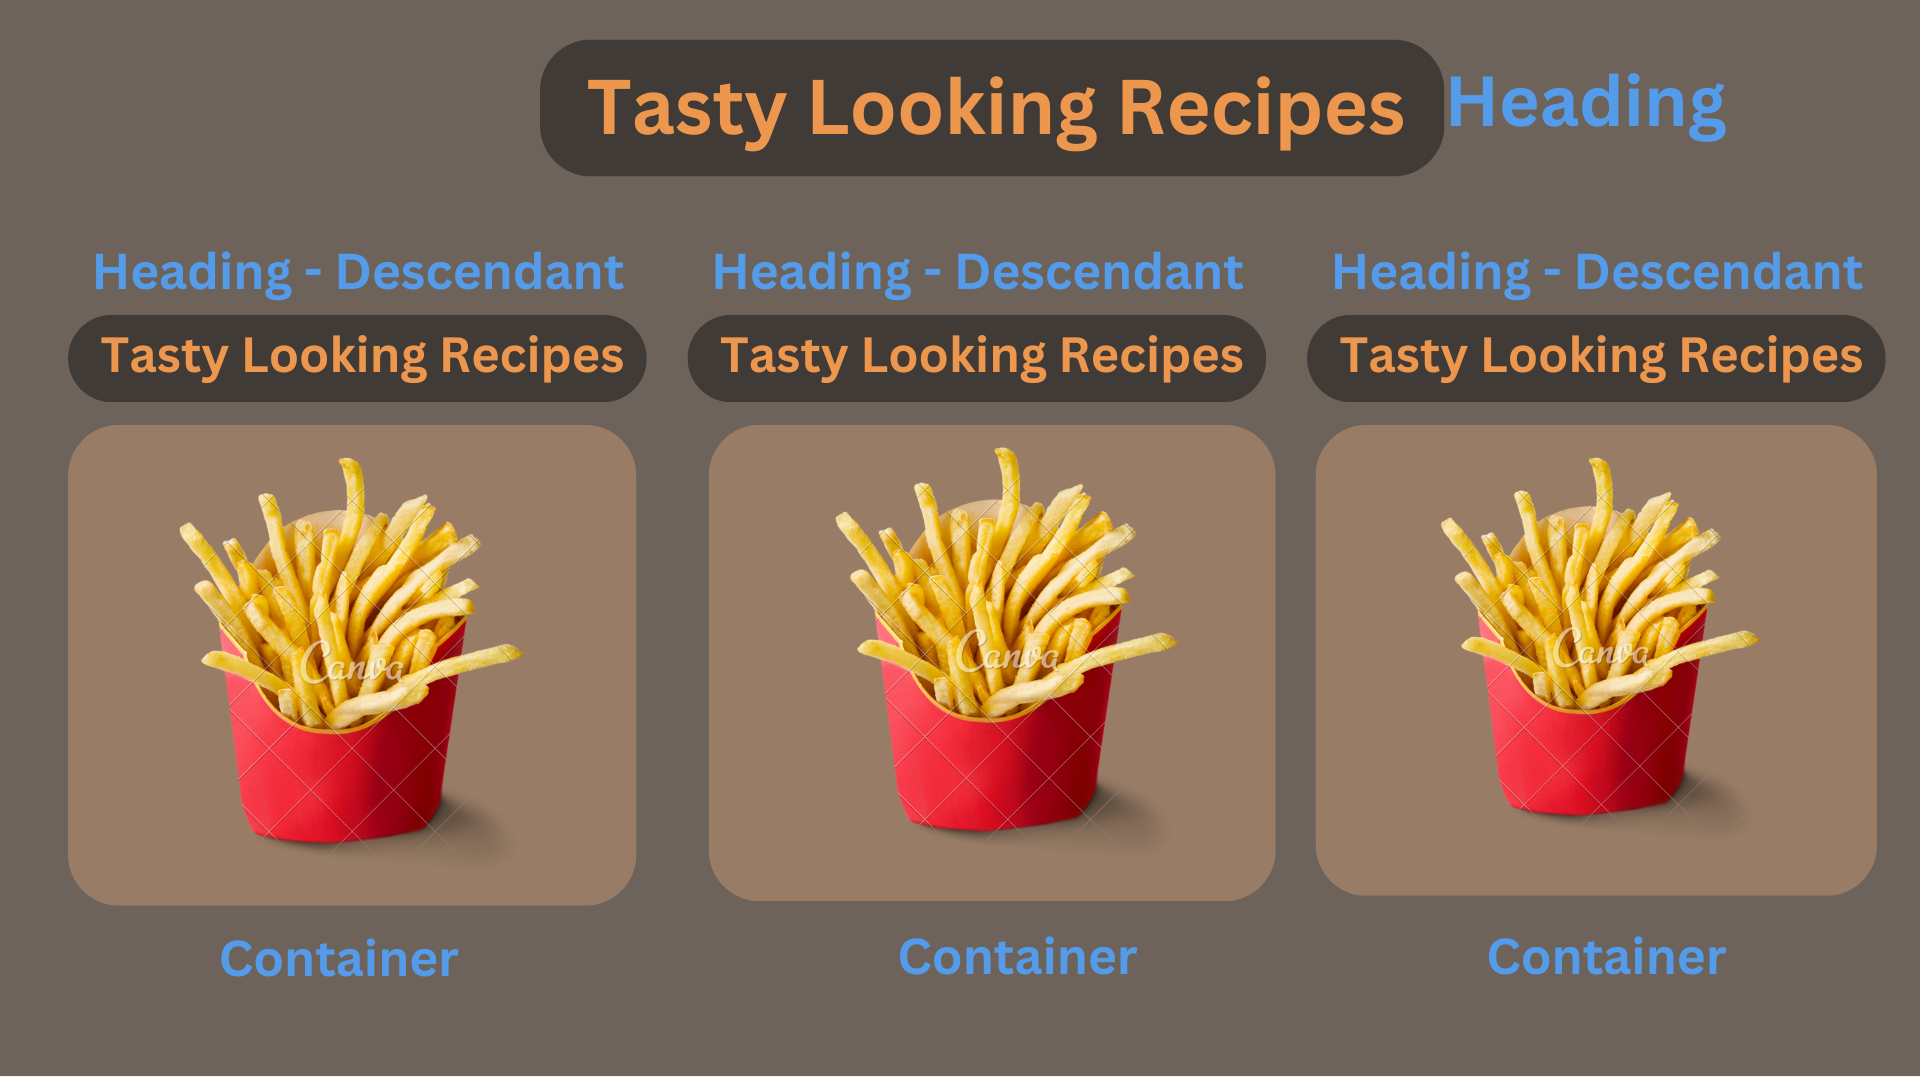 Tasty Looking Recipes Heading
Heading - Descendant Heading - Descendant Heading - Descendant
Tasty Looking Recipes Tasty Looking Recipes Tasty Looking Recipes
Canva Canva Canva
Container Container Container